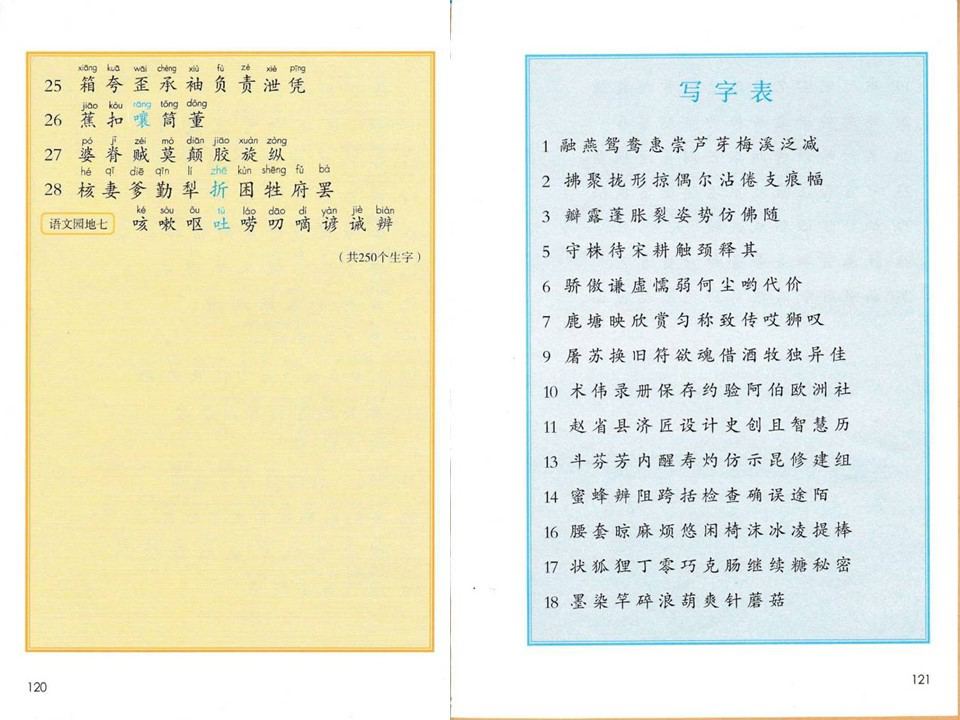 xiāng kuā wāi chéng xiù fù zé xiè píng
25 箱 夸 歪 承 袖 负 责 泄 凭
jiāo kòu rāng tǒng dǒng
26 蕉 扣 嚷 筒 董
pó jǐ zéi mò diān jiāo xuàn zòng
27 婆 脊 贼 莫 颠 胶 旋 纵
hé qī diē qín lí zhē kùn shēng fǔ bà
28 核 妻 爹 勤 犁 折 困 牲 府 罢
ké sòu ǒu tù láo dāo dí yàn jiè biàn
语文园地七 咳 嗽 呕 吐 唠 叨 嘀 谚 诫 辨
（共250个生字）
120
写字表
1 融燕鸳鸯惠崇芦芽梅溪泛减
2 拂聚拢形掠偶尔沾倦支痕幅
3 瓣露蓬胀裂姿势仿佛随
5 守株待宋耕触颈释其
6 骄傲谦虚懦弱何尘哟代价
7 鹿塘映欣赏匀称致传哎狮叹
9 屠苏换旧符欲魂借酒牧独异佳
10 术伟录册保存约验阿伯欧洲社
11 赵省县济匠设计史创且智慧历
13 斗芬芳内醒寿灼仿示昆修建组
14 蜜蜂辨阻跨括检查确误途陌
16 腰套晾麻烦悠闲椅沫冰凌提棒
17 状狐狸丁零巧克肠继续糖秘密
18 墨染竿碎浪葫爽针蘑菇
121